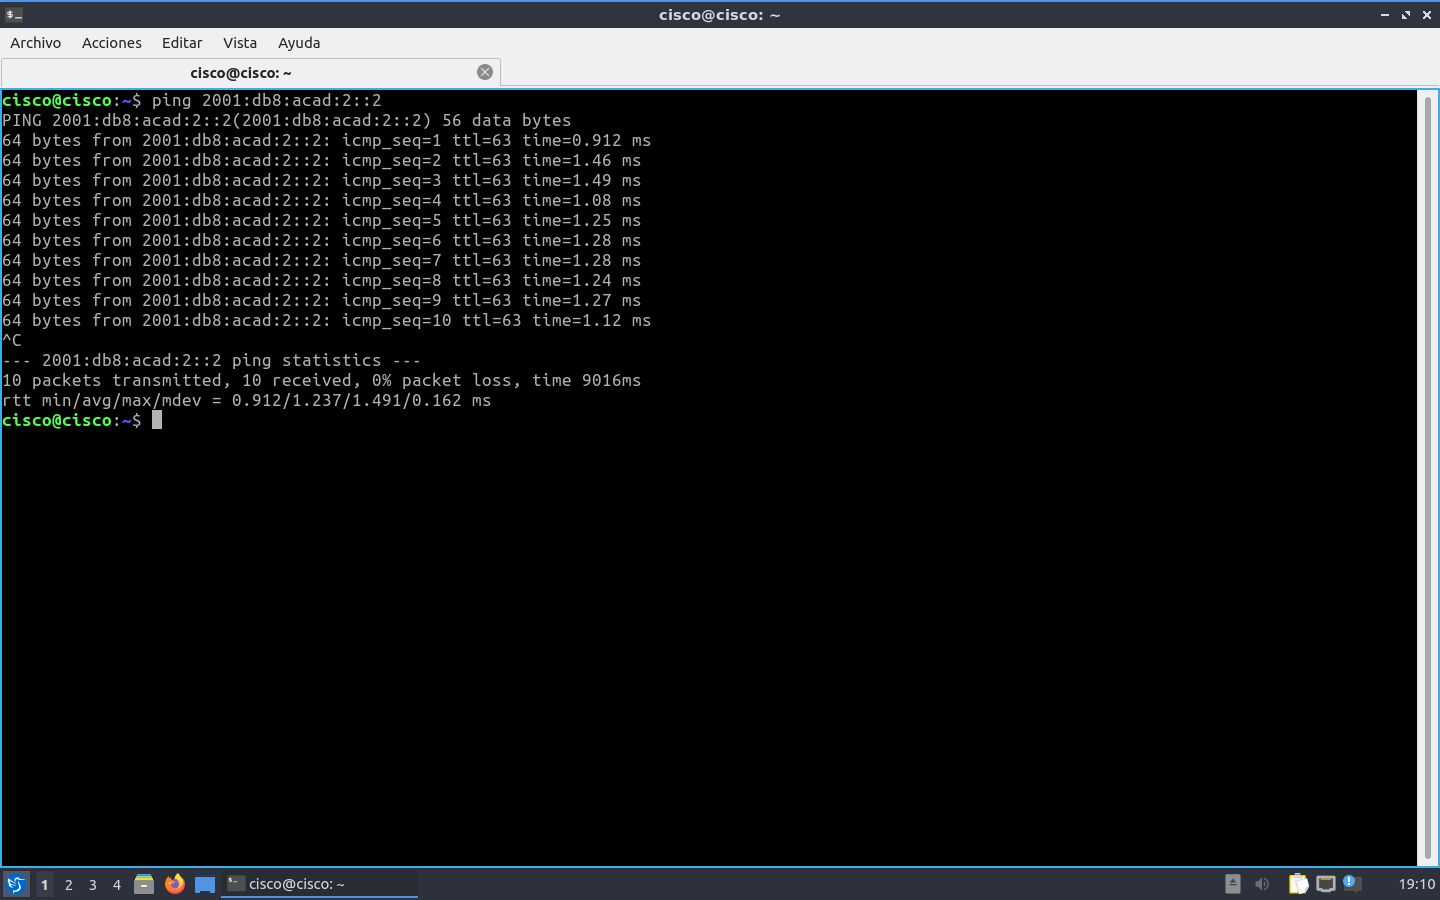 cisco@cisco: ~
Archivo Acciones Editar Vista Ayuda
cisco@cisco: ~
cisco@cisco:~$ ping 2001:db8:acad:2::2
PING 2001:db8:acad:2::2(2001:db8:acad:2::2) 56 data bytes
64 bytes from 2001:db8:acad:2::2: icmp_seq=1 ttl=63 time=0.912 ms
64 bytes from 2001:db8:acad:2::2: icmp_seq=2 ttl=63 time=1.46 ms
64 bytes from 2001:db8:acad:2::2: icmp_seq=3 ttl=63 time=1.49 ms
64 bytes from 2001:db8:acad:2::2: icmp_seq=4 ttl=63 time=1.08 ms
64 bytes from 2001:db8:acad:2::2: icmp_seq=5 ttl=63 time=1.25 ms
64 bytes from 2001:db8:acad:2::2: icmp_seq=6 ttl=63 time=1.28 ms
64 bytes from 2001:db8:acad:2::2: icmp_seq=7 ttl=63 time=1.28 ms
64 bytes from 2001:db8:acad:2::2: icmp_seq=8 ttl=63 time=1.24 ms
64 bytes from 2001:db8:acad:2::2: icmp_seq=9 ttl=63 time=1.27 ms
64 bytes from 2001:db8:acad:2::2: icmp_seq=10 ttl=63 time=1.12 ms
^C
--- 2001:db8:acad:2::2 ping statistics ---
10 packets transmitted, 10 received, 0% packet loss, time 9016ms
rtt min/avg/max/mdev = 0.912/1.237/1.491/0.162 ms
cisco@cisco:~$
1 2 3 4 cisco@cisco: ~ 19:10